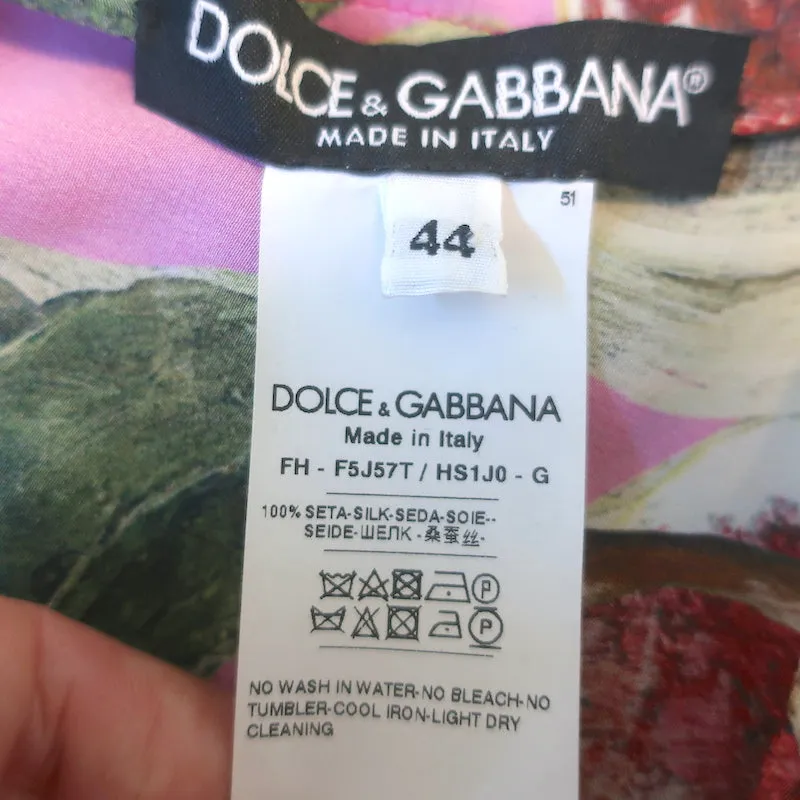 DOLCE & GABBANA®
MADE IN ITALY
51
44
DOLCE & GABBANA
Made in Italy
FH - F5J57T / HS1J0 - G
100% SETA-SILK-SEDA-SOIE--
SEIDE-ШЕЛК -桑蚕丝-
P
P
NO WASH IN WATER-NO BLEACH-NO
TUMBLER-COOL IRON-LIGHT DRY
CLEANING